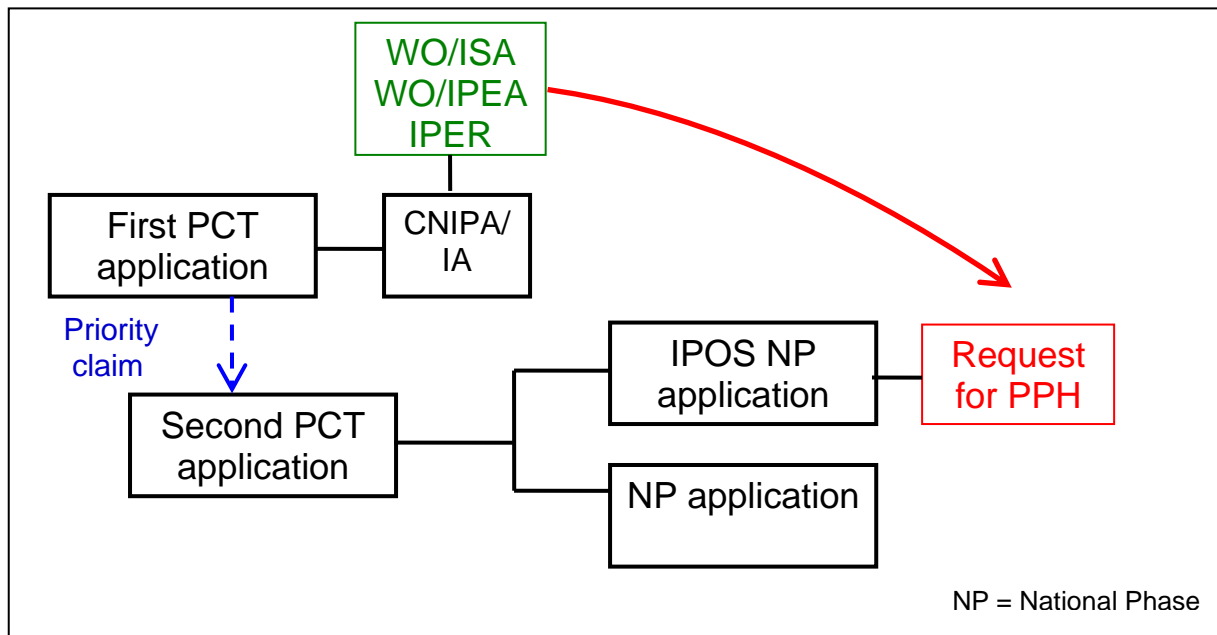 WO/ISA
WO/IPEA
IPER
First PCT
application
CNIPA/
IA
Priority
claim
Second PCT
application
IPOS NP
application
Request
for PPH
NP application
NP = National Phase